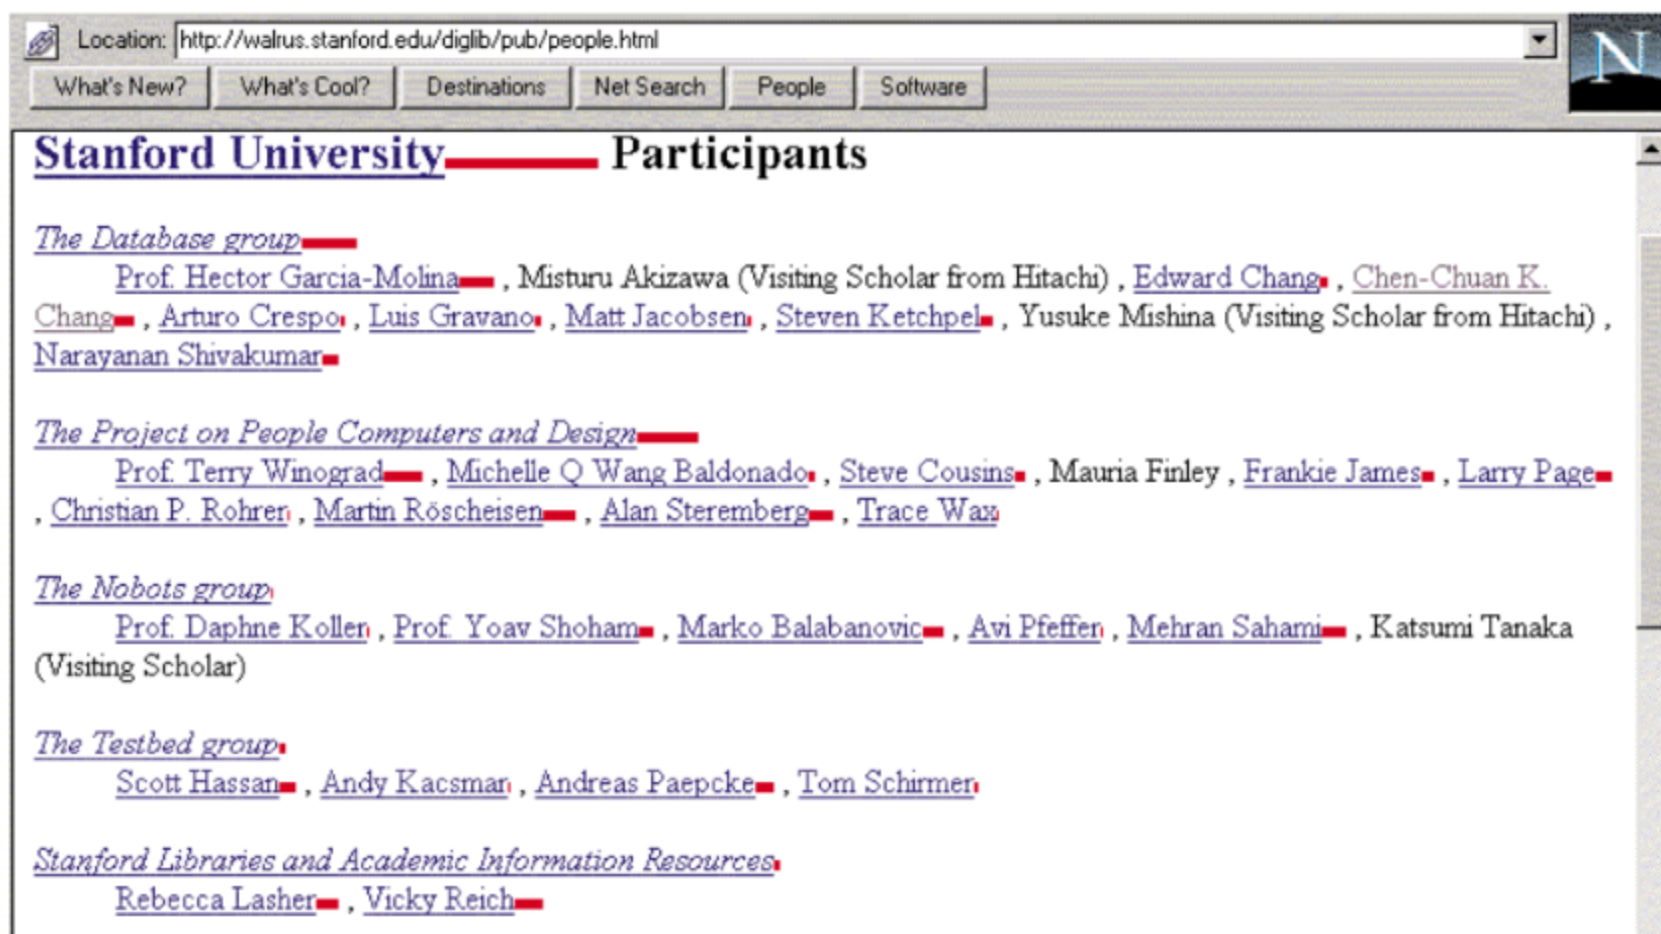 Location: http://walrus.stanford.edu/diglib/pub/people.html
N
What's New? What's Cool? Destinations Net Search People Software
Stanford University Participants
The Database group
Prof. Hector Garcia-Molina , Misturu Akizawa (Visiting Scholar from Hitachi) , Edward Chang , Chen-Chuan K.
Chang , Arturo Crespo , Luis Gravano , Matt Jacobsen , Steven Ketchpel , Yusuke Mishina (Visiting Scholar from Hitachi) ,
Narayanan Shivakumar
The Project on People Computers and Design
Prof. Terry Winograd , Michelle Q Wang Baldonado , Steve Cousins , Mauria Finley , Frankie James , Larry Page
, Christian P. Rohrer , Martin Röscheisen , Alan Steremberg , Trace Wax
The Nobots group
Prof. Daphne Koller , Prof. Yoav Shoham , Marko Balabanovic , Avi Pfeffer , Mehran Sahami , Katsumi Tanaka
(Visiting Scholar)
The Testbed group
Scott Hassan , Andy Kacsmar , Andreas Paepcke , Tom Schirmer
Stanford Libraries and Academic Information Resources
Rebecca Lasher , Vicky Reich